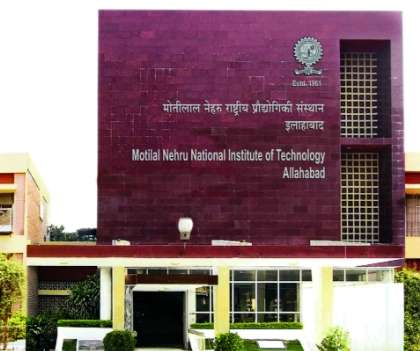 Estd. 1961
मोतीलाल नेहरु राष्ट्रीय प्रौद्योगिकी संस्थान
इलाहाबाद
Motilal Nehru National Institute of Technology
Allahabad